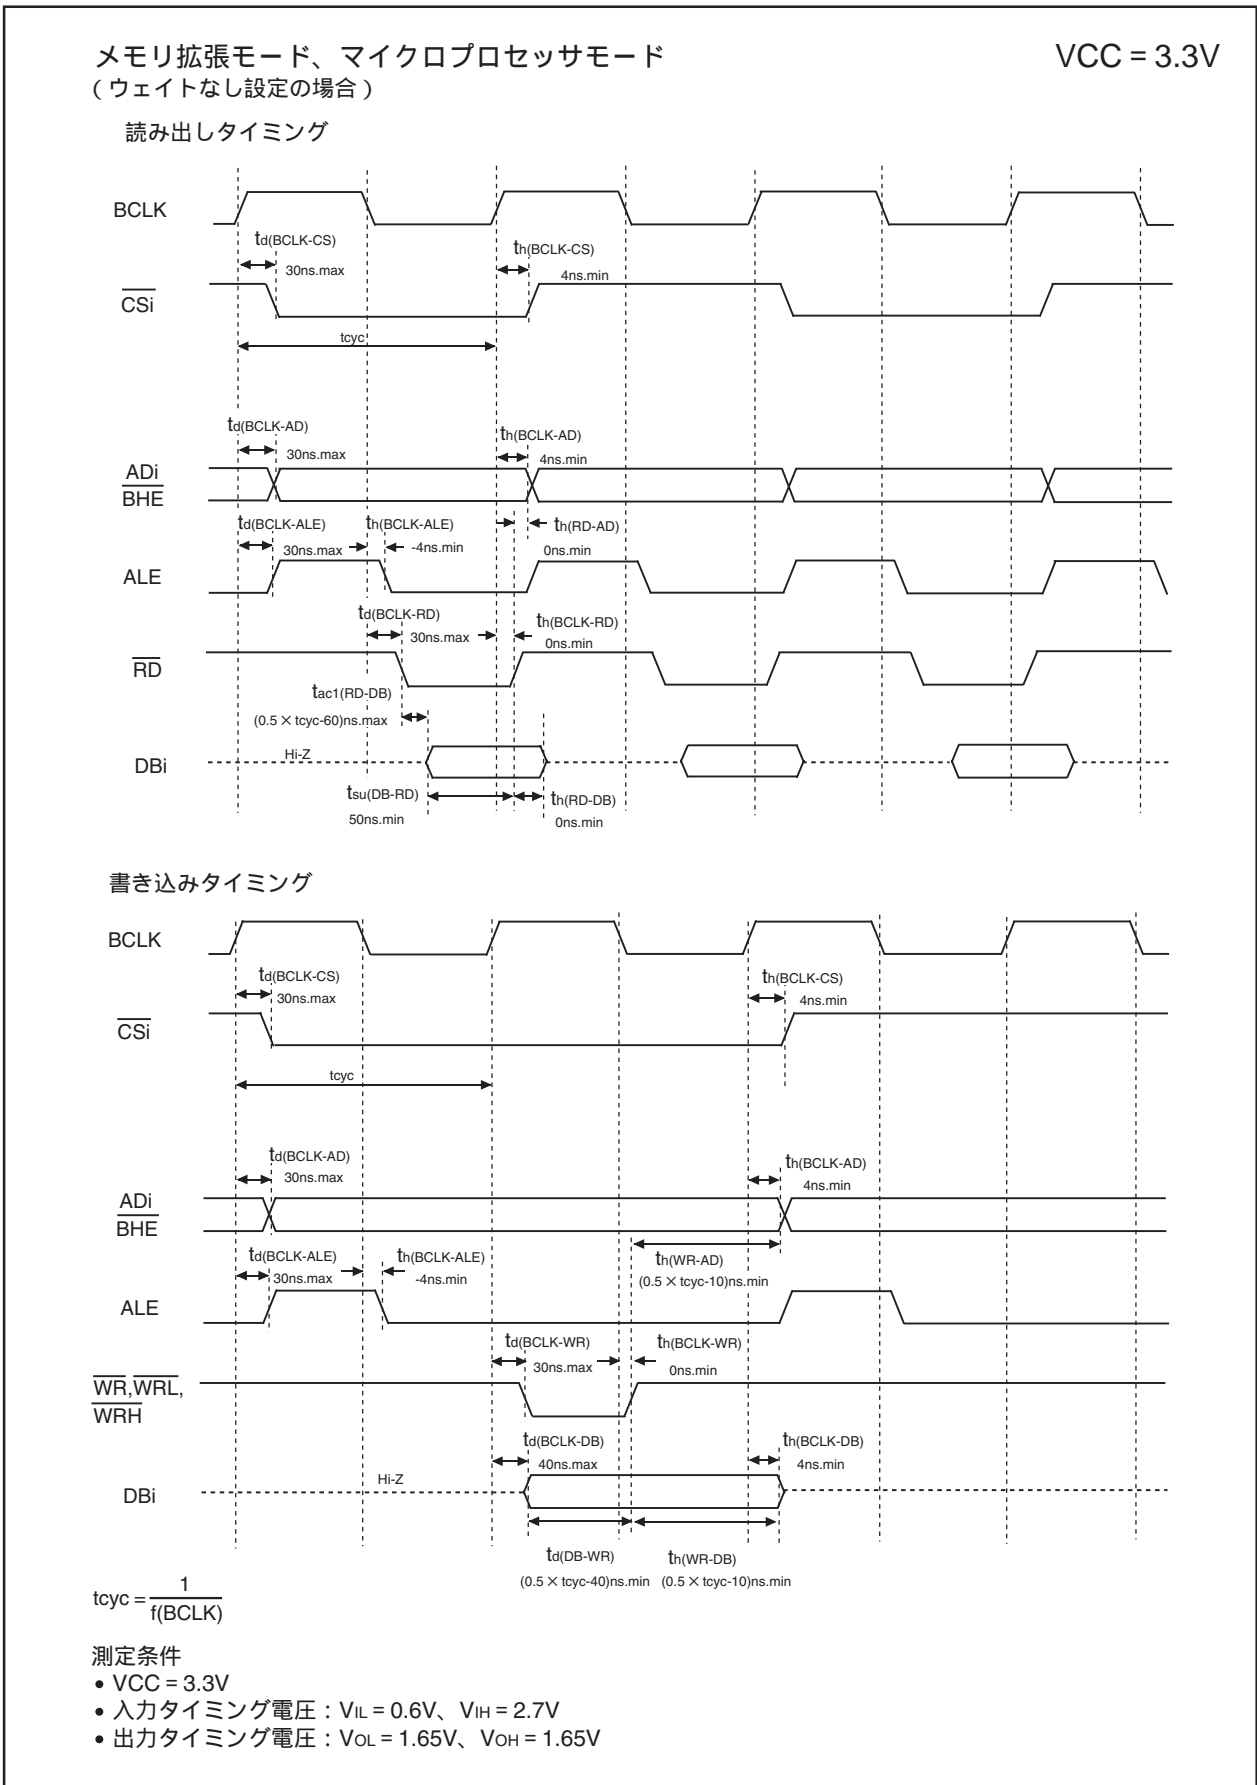 メモリ拡張モード、マイクロプロセッサモード
VCC = 3.3V
(ウェイトなし設定の場合)
読み出しタイミング
BCLK
td(BCLK-CS)
30ns.max
th(BCLK-CS)
4ns.min
CSi
tcyc
td(BCLK-AD)
30ns.max
th(BCLK-AD)
4ns.min
ADi
BHE
td(BCLK-ALE)
30ns.max
th(BCLK-ALE)
-4ns.min
th(RD-AD)
0ns.min
ALE
td(BCLK-RD)
30ns.max
th(BCLK-RD)
0ns.min
RD
tac1(RD-DB)
(0.5 × tcyc-60)ns.max
Hi-Z
DBi
tsu(DB-RD)
50ns.min
th(RD-DB)
0ns.min
書き込みタイミング
BCLK
td(BCLK-CS)
30ns.max
th(BCLK-CS)
4ns.min
CSi
tcyc
td(BCLK-AD)
30ns.max
th(BCLK-AD)
4ns.min
ADi
BHE
td(BCLK-ALE)
30ns.max
th(BCLK-ALE)
-4ns.min
th(WR-AD)
(0.5 × tcyc-10)ns.min
ALE
td(BCLK-WR)
30ns.max
th(BCLK-WR)
0ns.min
WR,WRL,
WRH
td(BCLK-DB)
40ns.max
th(BCLK-DB)
4ns.min
Hi-Z
DBi
td(DB-WR)
(0.5 × tcyc-40)ns.min
th(WR-DB)
(0.5 × tcyc-10)ns.min
tcyc = 1
f(BCLK)
測定条件
• VCC = 3.3V
• 入力タイミング電圧:VIL = 0.6V、VIH = 2.7V
• 出力タイミング電圧:VOL = 1.65V、VOH = 1.65V